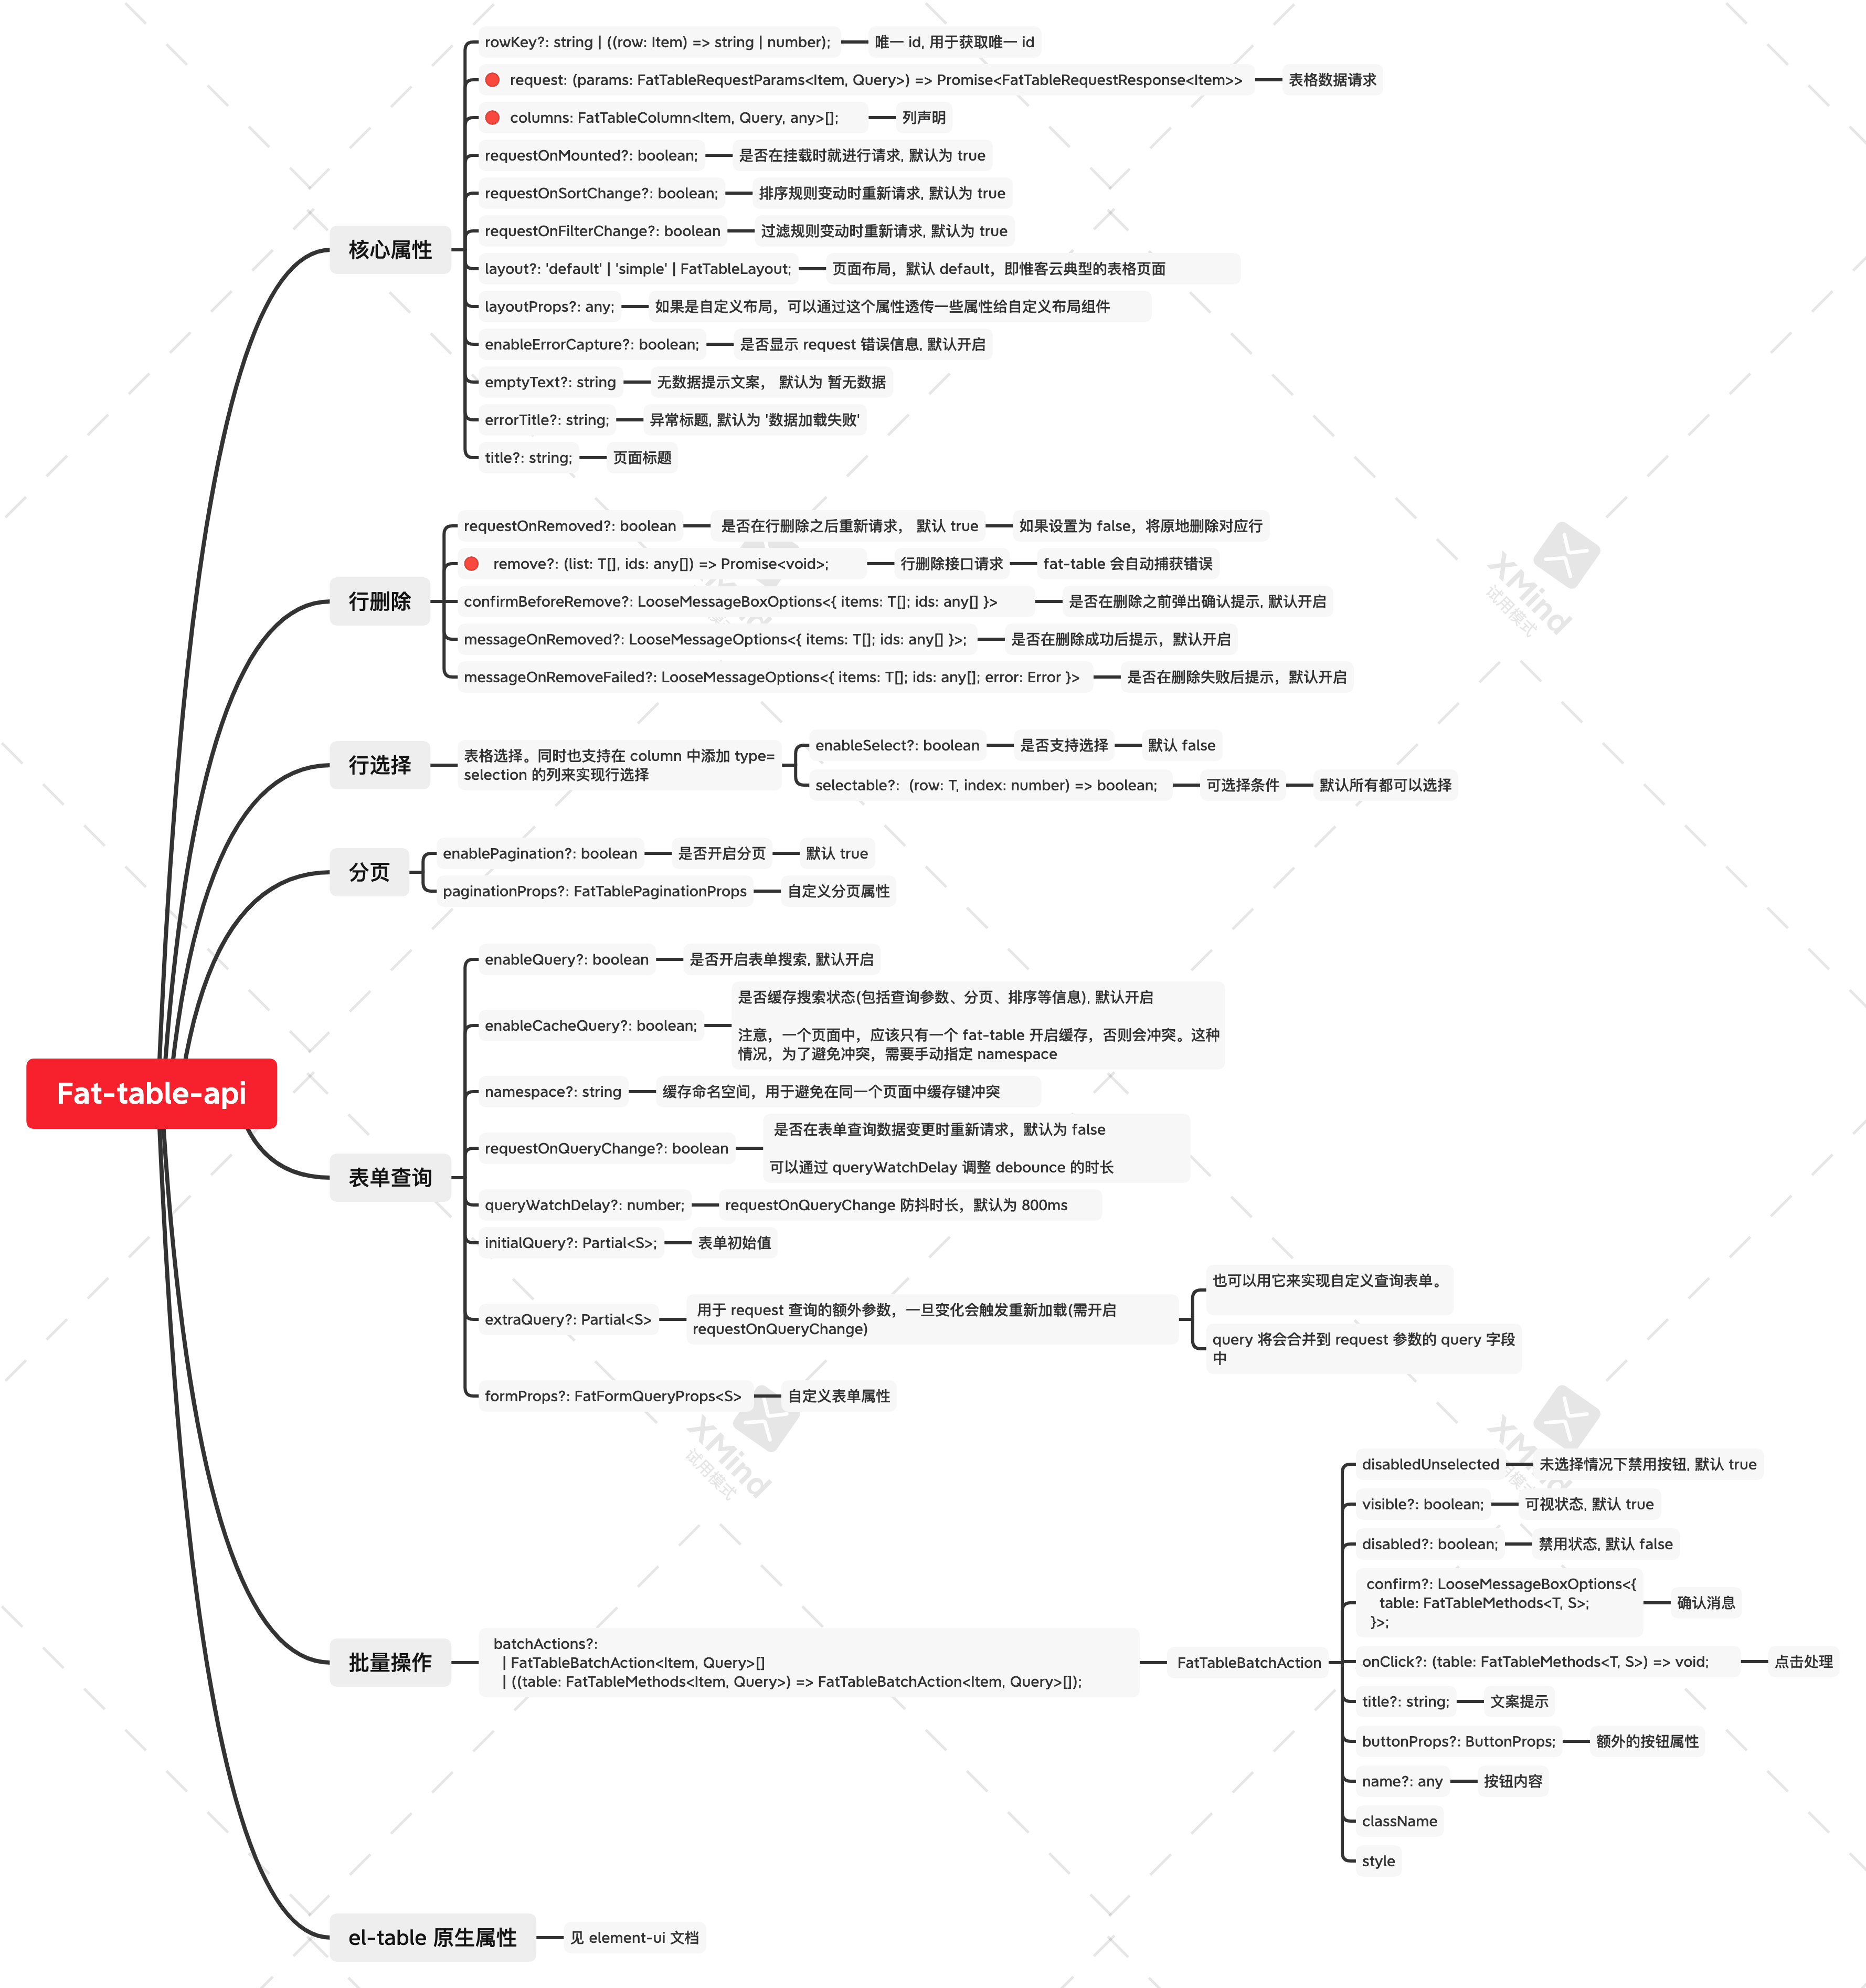 Fat-table-api
核心属性
rowKey?: string | ((row: Item) => string | number);
唯一 id, 用于获取唯一 id
request: (params: FatTableRequestParams<Item, Query>) => Promise<FatTableRequestResponse<Item>>
表格数据请求
columns: FatTableColumn<Item, Query, any>[];
列声明
requestOnMounted?: boolean;
是否在挂载时就进行请求, 默认为 true
requestOnSortChange?: boolean;
排序规则变动时重新请求, 默认为 true
requestOnFilterChange?: boolean
过滤规则变动时重新请求, 默认为 true
layout?: 'default' | 'simple' | FatTableLayout;
页面布局，默认 default，即惟客云典型的表格页面
layoutProps?: any;
如果是自定义布局，可以通过这个属性透传一些属性给自定义布局组件
enableErrorCapture?: boolean;
是否显示 request 错误信息, 默认开启
emptyText?: string
无数据提示文案， 默认为 暂无数据
errorTitle?: string;
异常标题, 默认为 '数据加载失败'
title?: string;
页面标题
行删除
requestOnRemoved?: boolean
是否在行删除之后重新请求， 默认 true
如果设置为 false，将原地删除对应行
remove?: (list: T[], ids: any[]) => Promise<void>;
行删除接口请求
fat-table 会自动捕获错误
confirmBeforeRemove?: LooseMessageBoxOptions<{ items: T[]; ids: any[] }>
是否在删除之前弹出确认提示, 默认开启
messageOnRemoved?: LooseMessageOptions<{ items: T[]; ids: any[] }>;
是否在删除成功后提示，默认开启
messageOnRemoveFailed?: LooseMessageOptions<{ items: T[]; ids: any[]; error: Error }>
是否在删除失败后提示，默认开启
行选择
表格选择。同时也支持在 column 中添加 type=
selection 的列来实现行选择
enableSelect?: boolean
是否支持选择
默认 false
selectable?: (row: T, index: number) => boolean;
可选择条件
默认所有都可以选择
分页
enablePagination?: boolean
是否开启分页
默认 true
paginationProps?: FatTablePaginationProps
自定义分页属性
表单查询
enableQuery?: boolean
是否开启表单搜索, 默认开启
enableCacheQuery?: boolean;
是否缓存搜索状态(包括查询参数、分页、排序等信息), 默认开启
注意，一个页面中，应该只有一个 fat-table 开启缓存，否则会冲突。这种
情况，为了避免冲突，需要手动指定 namespace
namespace?: string
缓存命名空间，用于避免在同一个页面中缓存键冲突
requestOnQueryChange?: boolean
是否在表单查询数据变更时重新请求，默认为 false
可以通过 queryWatchDelay 调整 debounce 的时长
queryWatchDelay?: number;
requestOnQueryChange 防抖时长，默认为 800ms
initialQuery?: Partial<S>;
表单初始值
extraQuery?: Partial<S>
用于 request 查询的额外参数，一旦变化会触发重新加载(需开启
requestOnQueryChange)
也可以用它来实现自定义查询表单。
query 将会合并到 request 参数的 query 字段
中
formProps?: FatFormQueryProps<S>
自定义表单属性
批量操作
batchActions?:
| FatTableBatchAction<Item, Query>[]
| ((table: FatTableMethods<Item, Query>) => FatTableBatchAction<Item, Query>[]);
FatTableBatchAction
disabledUnselected
未选择情况下禁用按钮, 默认 true
visible?: boolean;
可视状态, 默认 true
disabled?: boolean;
禁用状态, 默认 false
confirm?: LooseMessageBoxOptions<{
table: FatTableMethods<T, S>;
}>;
确认消息
onClick?: (table: FatTableMethods<T, S>) => void;
点击处理
title?: string;
文案提示
buttonProps?: ButtonProps;
额外的按钮属性
name?: any
按钮内容
className
style
el-table 原生属性
见 element-ui 文档
XMind
试用模式
XMind
试用模式